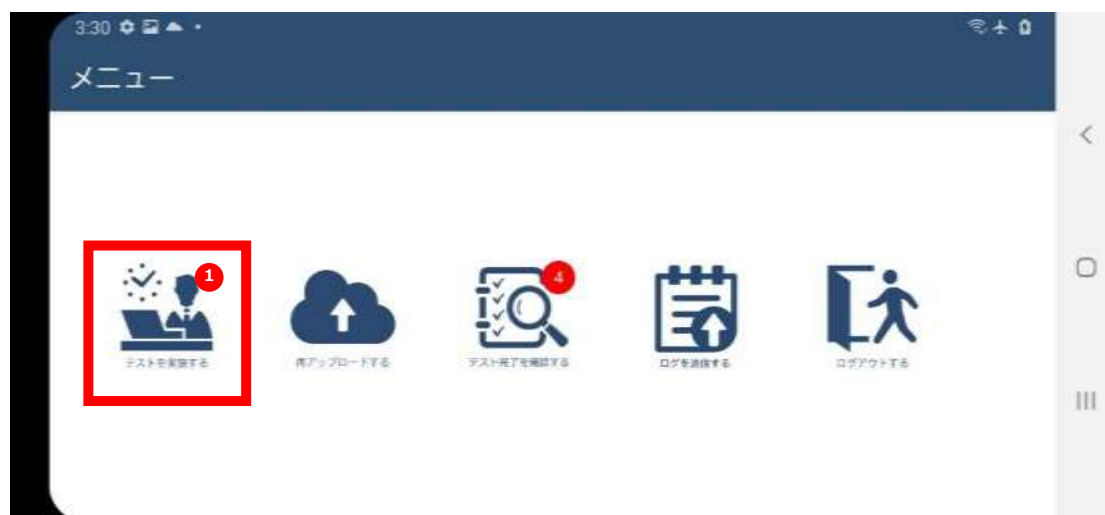 3:30
メニュー
1
4
テストを実施する
再アップロードする
テスト完了を確認する
ログを送信する
ログアウトする